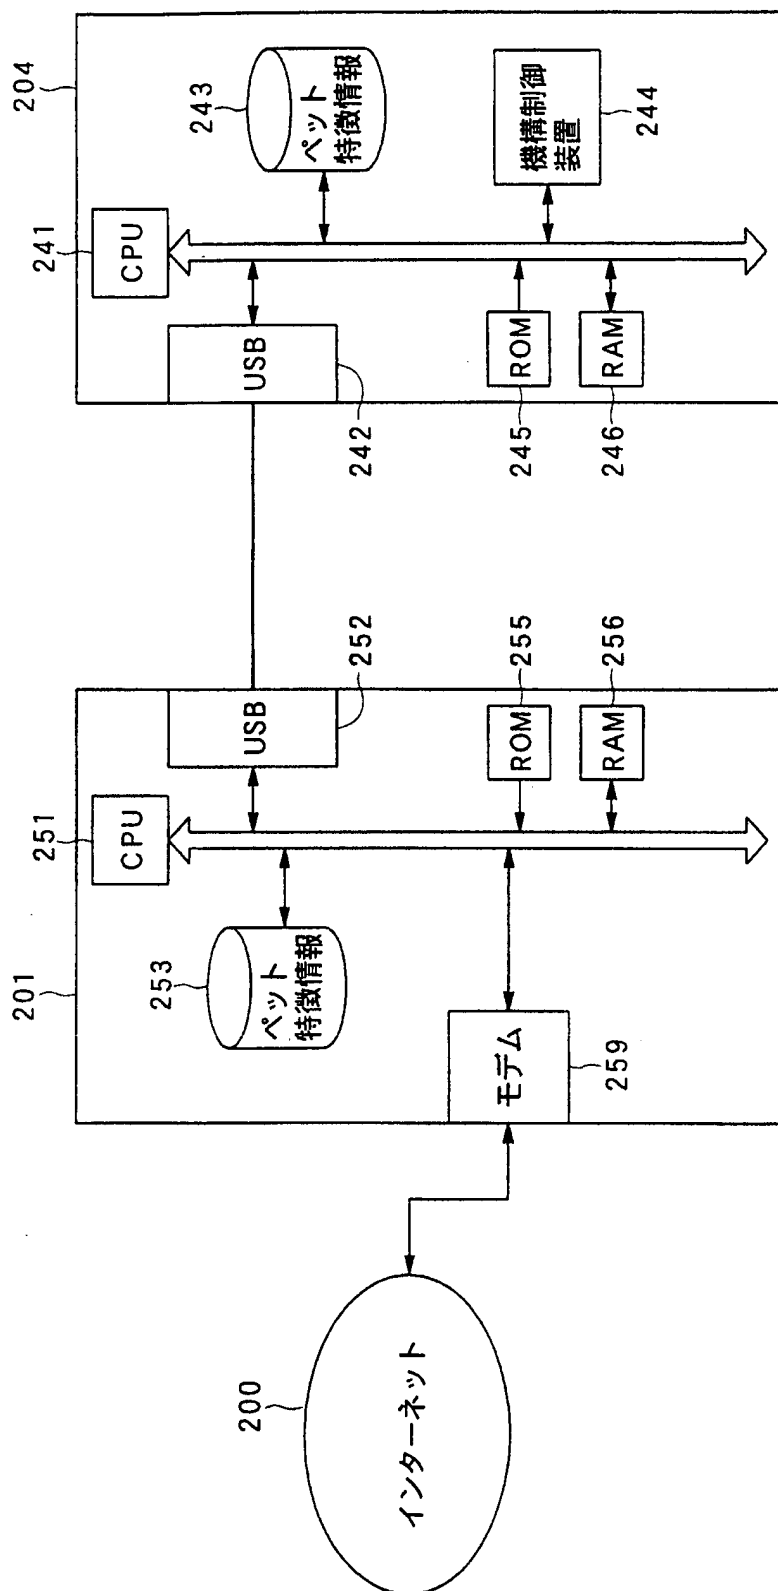 200
インターネット
201
251
CPU
USB
252
253
ペット
特徴情報
ROM
255
RAM
256
モデム
259
204
241
CPU
USB
242
243
ペット
特徴情報
ROM
245
RAM
246
機構制御
装置
244